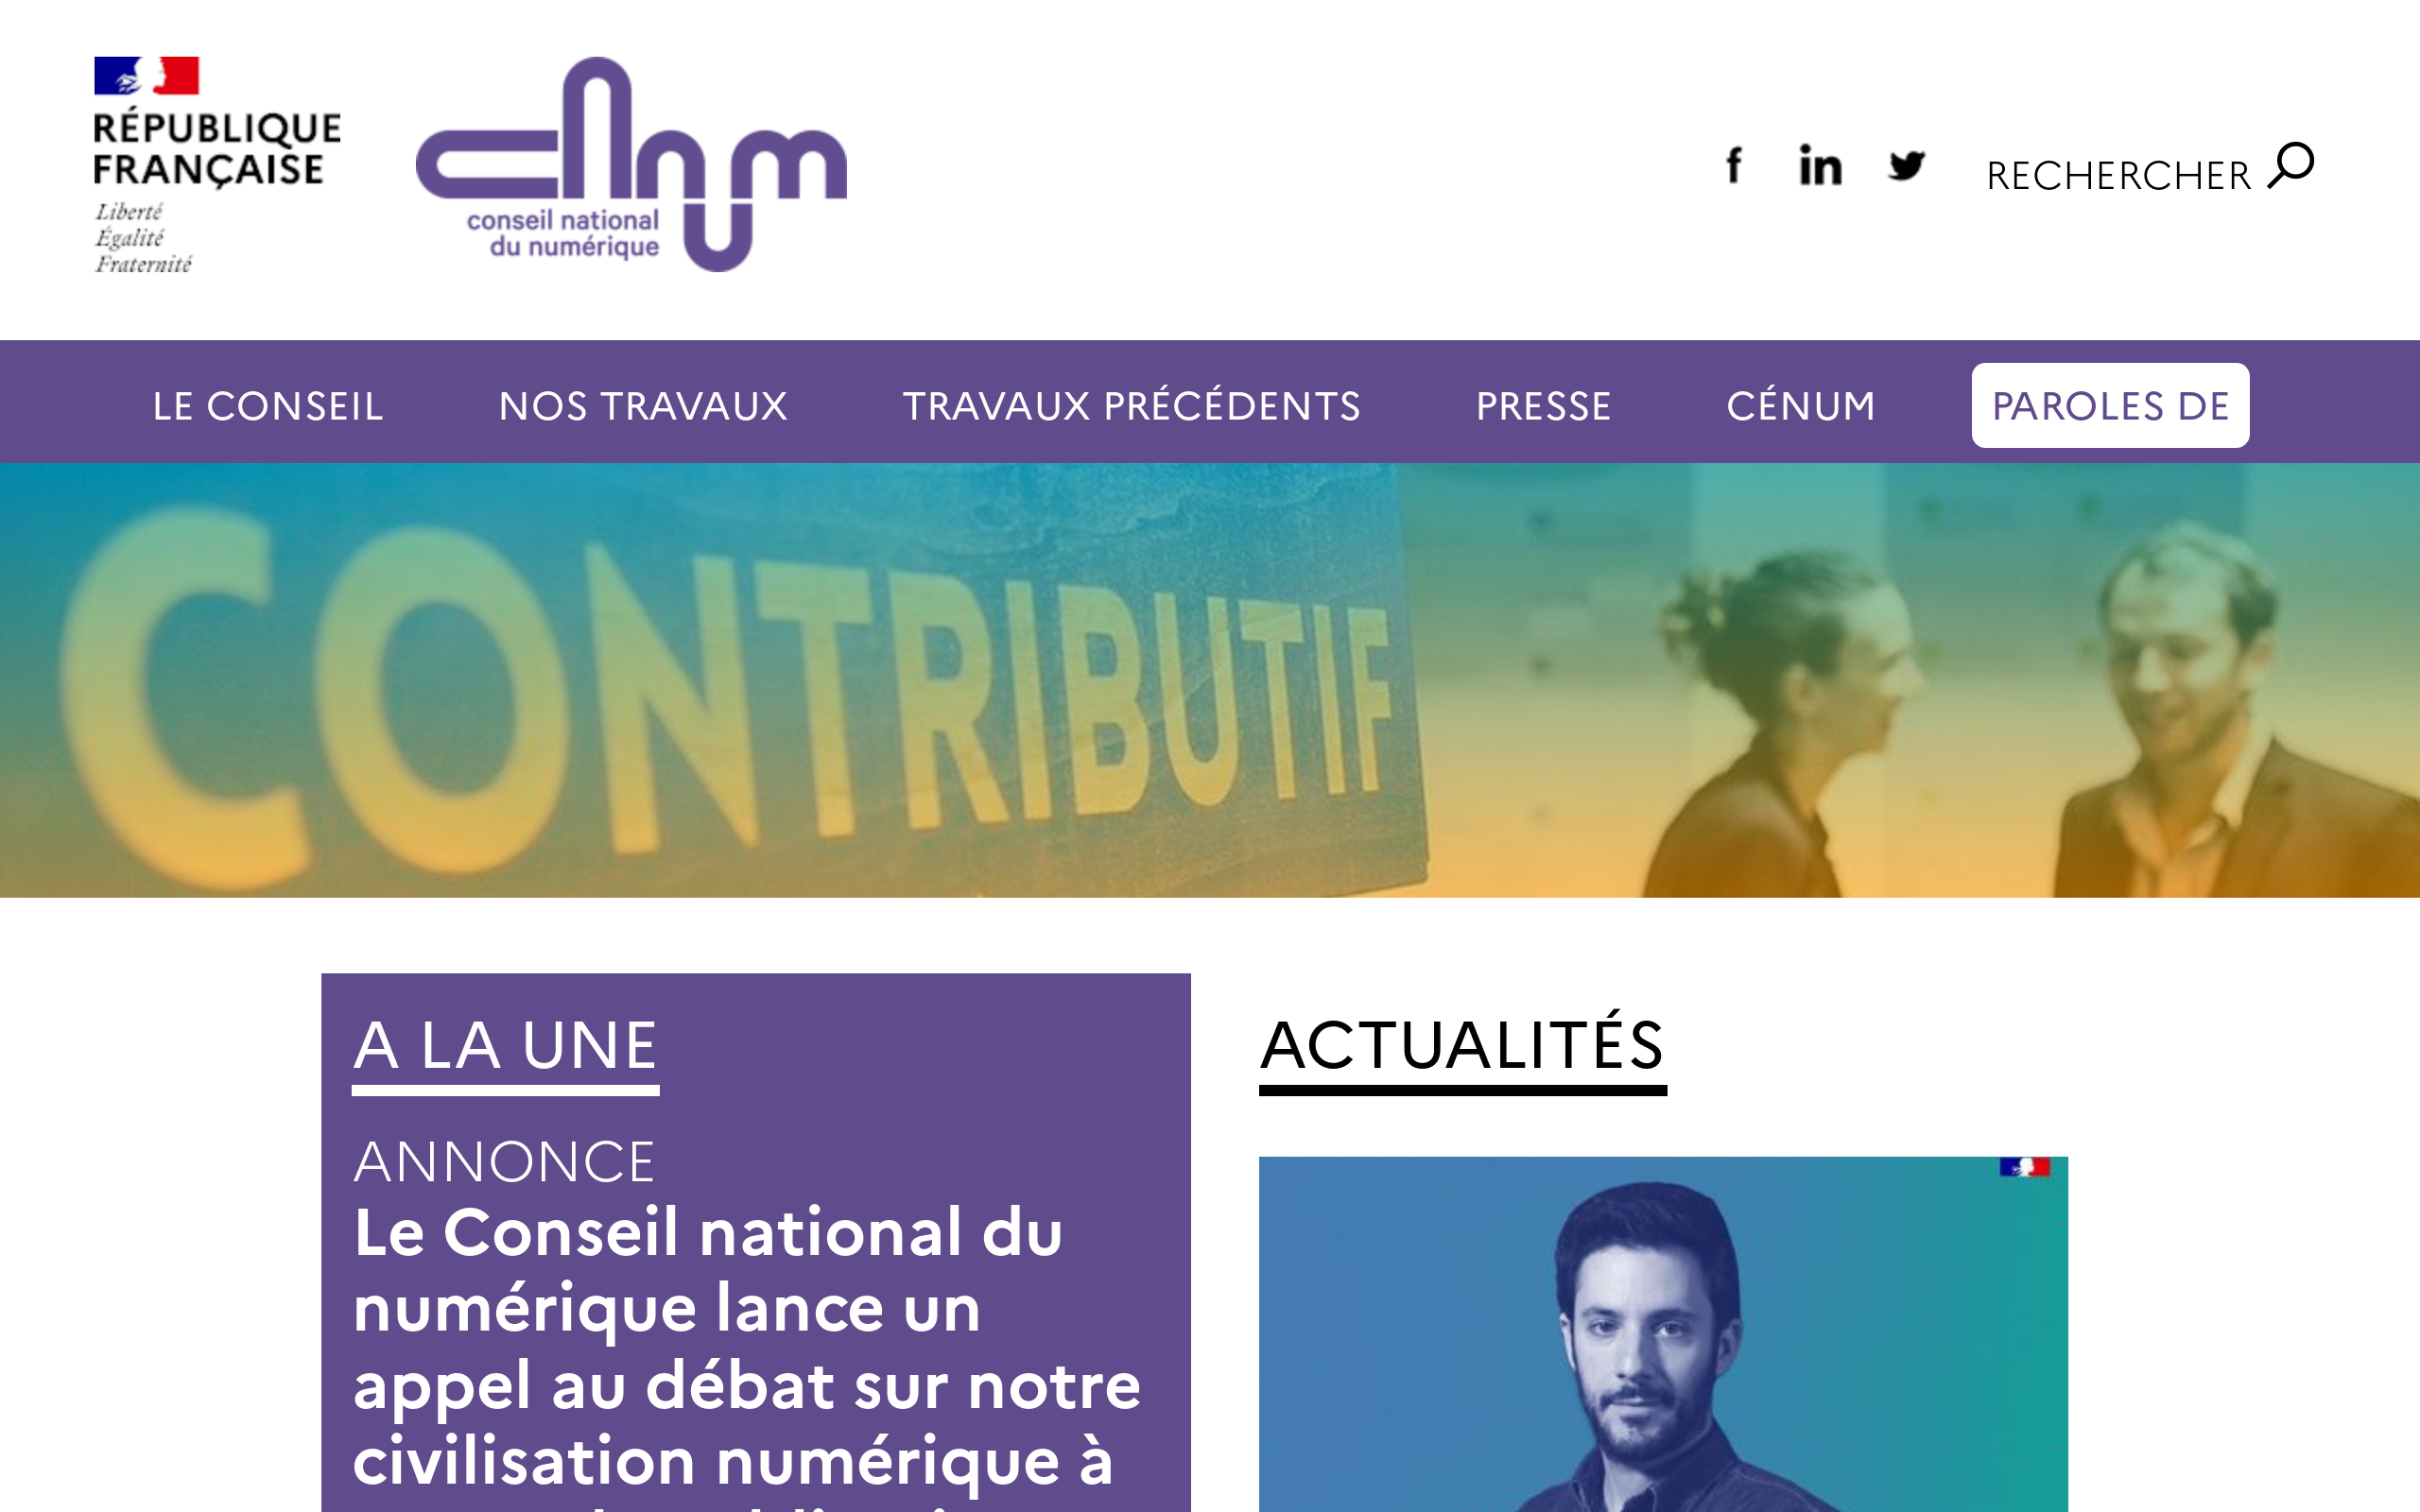 RÉPUBLIQUE
FRANÇAISE
Liberté
Égalité
Fraternité
cnnum
conseil national
du numérique
f
in
RECHERCHER
LE CONSEIL
NOS TRAVAUX
TRAVAUX PRÉCÉDENTS
PRESSE
CÉNUM
PAROLES DE
CONTRIBUTIF
A LA UNE
ANNONCE
Le Conseil national du
numérique lance un
appel au débat sur notre
civilisation numérique à
ACTUALITÉS